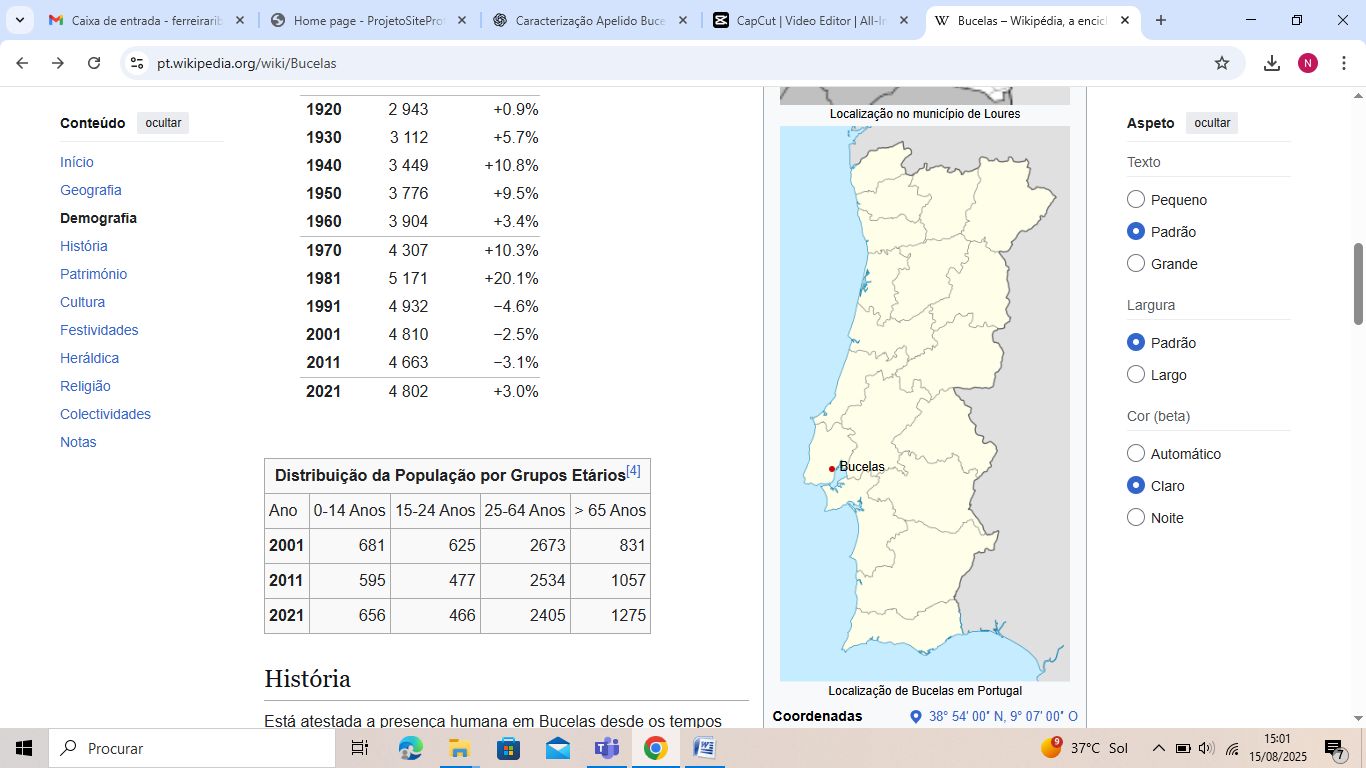 Caixa de entrada - ferreirarib
Home page - ProjetoSitePro
Caracterização Apelido Buce
CapCut | Video Editor | All-In
Bucelas – Wikipédia, a encicl
pt.wikipedia.org/wiki/Bucelas
N
Conteúdo ocultar
Início
Geografia
Demografia
História
Património
Cultura
Festividades
Heráldica
Religião
Colectividades
Notas
1920 2 943 +0.9%
1930 3 112 +5.7%
1940 3 449 +10.8%
1950 3 776 +9.5%
1960 3 904 +3.4%
1970 4 307 +10.3%
1981 5 171 +20.1%
1991 4 932 −4.6%
2001 4 810 −2.5%
2011 4 663 −3.1%
2021 4 802 +3.0%
Distribuição da População por Grupos Etários[4]
Ano 0-14 Anos 15-24 Anos 25-64 Anos > 65 Anos
2001 681 625 2673 831
2011 595 477 2534 1057
2021 656 466 2405 1275
História
Está atestada a presença humana em Bucelas desde os tempos
Localização no município de Loures
Bucelas
Localização de Bucelas em Portugal
Coordenadas 38° 54' 00" N, 9° 07' 00" O
Aspeto ocultar
Texto
Pequeno
Padrão
Grande
Largura
Padrão
Largo
Cor (beta)
Automático
Claro
Noite
Procurar
9
37°C Sol
15:01
15/08/2025
7